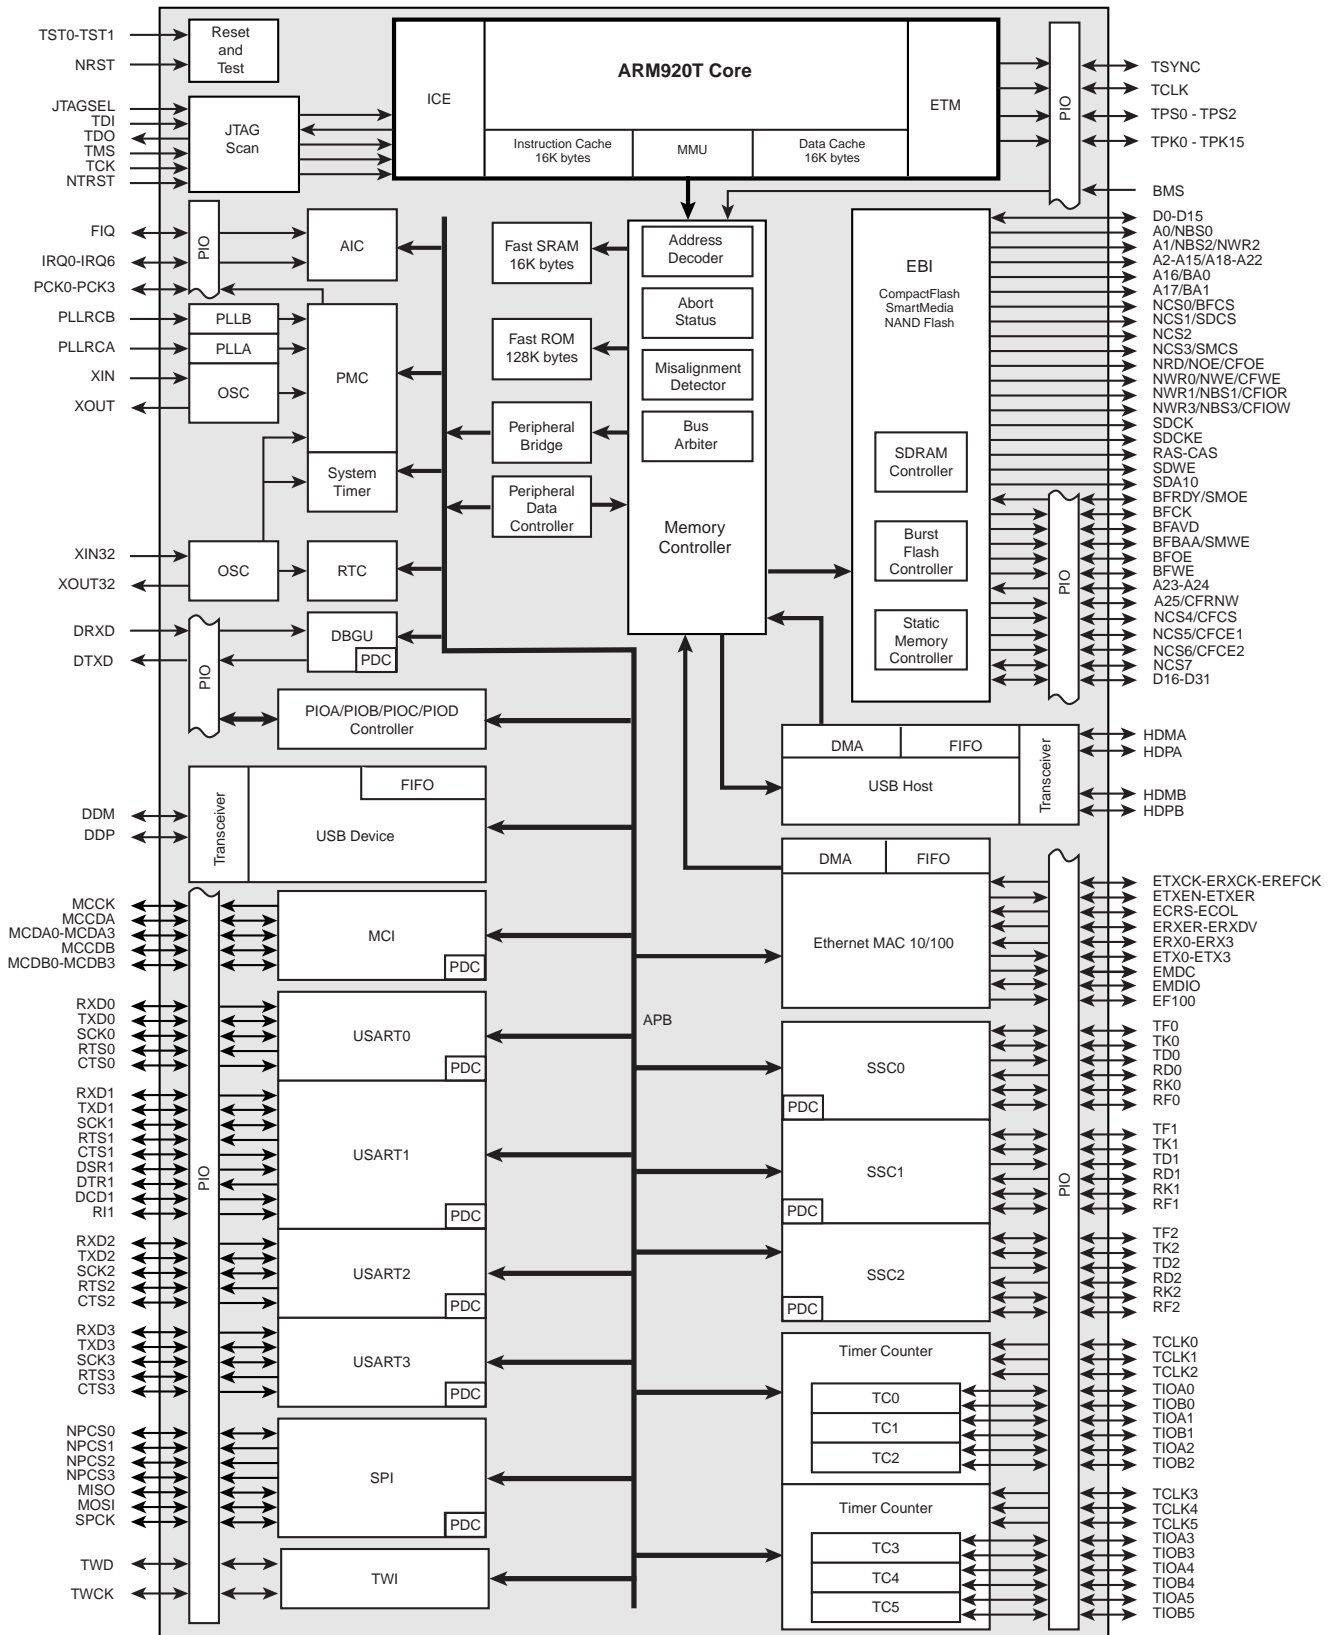 TST0-TST1
NRST
Reset
and
Test
JTAGSEL
TDI
TDO
TMS
TCK
NTRST
JTAG
Scan
ICE
ARM920T Core
Instruction Cache
16K bytes
MMU
Data Cache
16K bytes
ETM
PIO
TSYNC
TCLK
TPS0 - TPS2
TPK0 - TPK15
BMS
FIQ
IRQ0-IRQ6
PCK0-PCK3
PIO
AIC
PLLRCB
PLLRCA
XIN
XOUT
PLLB
PLLA
OSC
PMC
System
Timer
XIN32
XOUT32
OSC
RTC
DRXD
DTXD
PIO
DBGU
PDC
PIOA/PIOB/PIOC/PIOD
Controller
Fast SRAM
16K bytes
Fast ROM
128K bytes
Peripheral
Bridge
Peripheral
Data
Controller
Address
Decoder
Abort
Status
Misalignment
Detector
Bus
Arbiter
Memory
Controller
EBI
CompactFlash
SmartMedia
NAND Flash
SDRAM
Controller
Burst
Flash
Controller
Static
Memory
Controller
D0-D15
A0/NBS0
A1/NBS2/NWR2
A2-A15/A18-A22
A16/BA0
A17/BA1
NCS0/BFCS
NCS1/SDCS
NCS2
NCS3/SMCS
NRD/NOE/CFOE
NWR0/NWE/CFWE
NWR1/NBS1/CFIOR
NWR3/NBS3/CFIOW
SDCK
SDCKE
RAS-CAS
SDWE
SDA10
BFRDY/SMOE
BFCK
BFAVD
BFBAA/SMWE
BFOE
BFWE
A23-A24
A25/CFRNW
NCS4/CFCS
NCS5/CFCE1
NCS6/CFCE2
NCS7
D16-D31
PIO
DMA
FIFO
USB Host
Transceiver
HDMA
HDPA
HDMB
HDPB
DDM
DDP
Transceiver
FIFO
USB Device
DMA
FIFO
Ethernet MAC 10/100
ETXCK-ERXCK-EREFCK
ETXEN-ETXER
ECRS-ECOL
ERXER-ERXDV
ERX0-ERX3
ETX0-ETX3
EMDC
EMDIO
EF100
MCCK
MCCDA
MCDA0-MCDA3
MCCDB
MCDB0-MCDB3
MCI
PDC
RXD0
TXD0
SCK0
RTS0
CTS0
USART0
PDC
RXD1
TXD1
SCK1
RTS1
CTS1
DSR1
DTR1
DCD1
RI1
PIO
USART1
PDC
RXD2
TXD2
SCK2
RTS2
CTS2
USART2
PDC
RXD3
TXD3
SCK3
RTS3
CTS3
USART3
PDC
NPCS0
NPCS1
NPCS2
NPCS3
MISO
MOSI
SPCK
SPI
PDC
TWD
TWCK
TWI
APB
SSC0
PDC
TF0
TK0
TD0
RD0
RK0
RF0
SSC1
PDC
PIO
TF1
TK1
TD1
RD1
RK1
RF1
SSC2
PDC
TF2
TK2
TD2
RD2
RK2
RF2
Timer Counter
TC0
TC1
TC2
TCLK0
TCLK1
TCLK2
TIOA0
TIOB0
TIOA1
TIOB1
TIOA2
TIOB2
Timer Counter
TC3
TC4
TC5
TCLK3
TCLK4
TCLK5
TIOA3
TIOB3
TIOA4
TIOB4
TIOA5
TIOB5